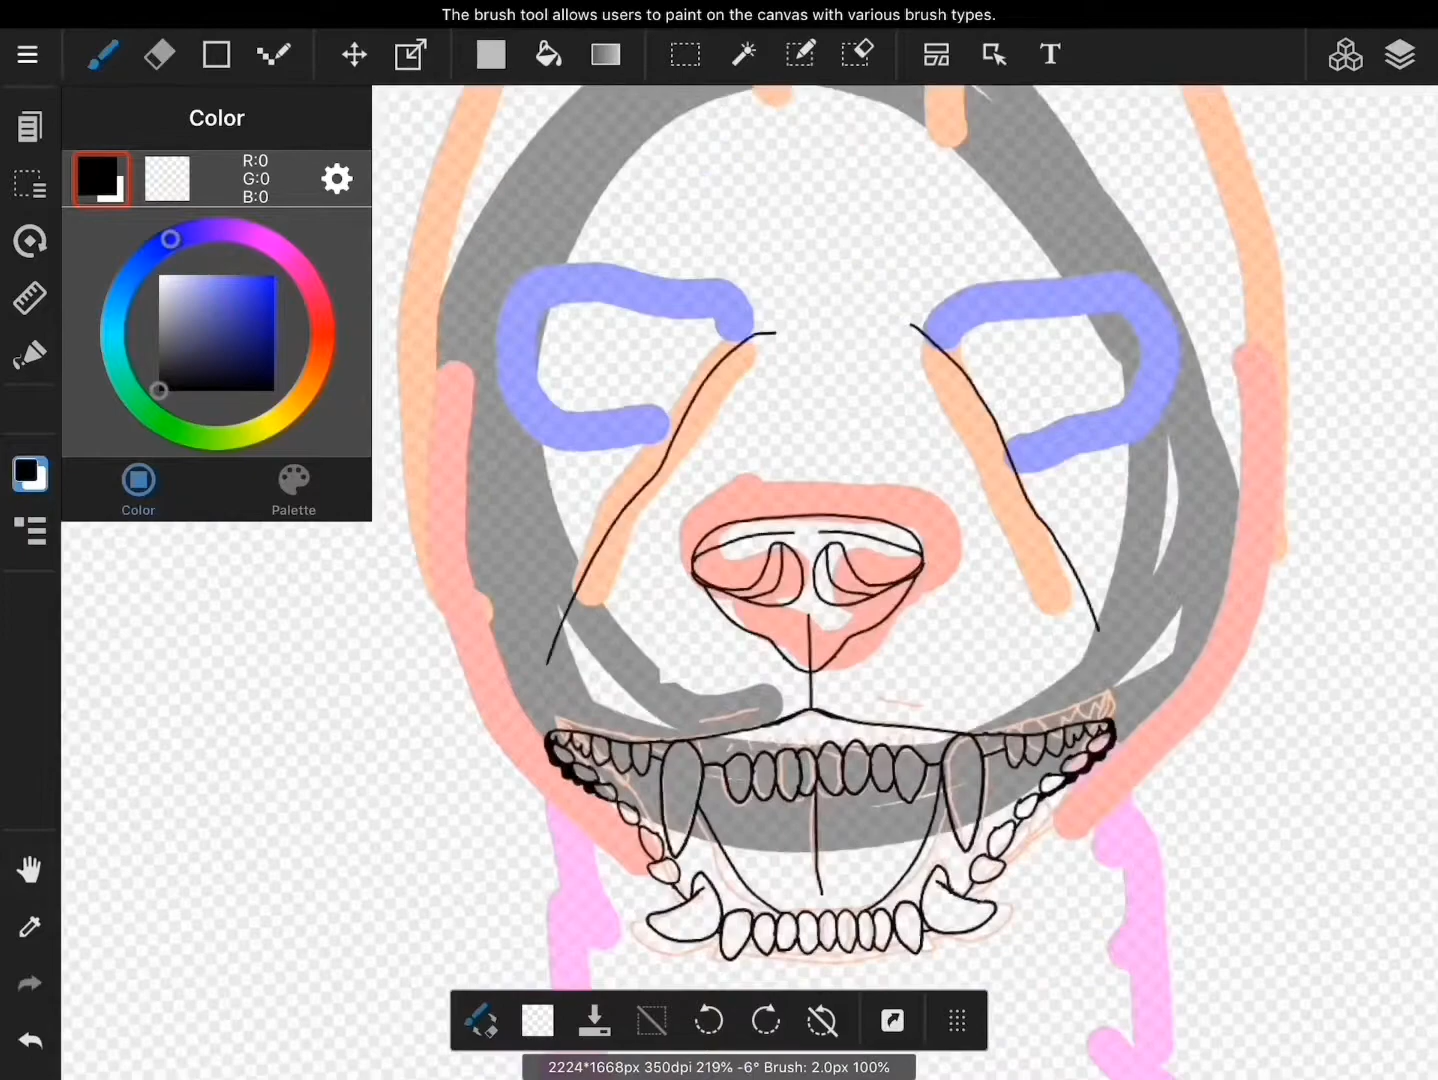 The brush tool allows users to paint on the canvas with various brush types.
T
Color
R:0
G:0
B:0
Color
Palette
2224*1668px 350dpi 219% -6° Brush: 2.0px 100%